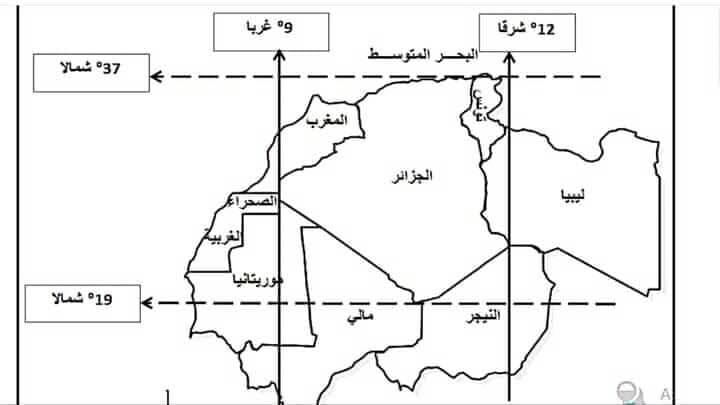 °9 غربا
°12 شرقا
البحـر المتوسـط
°37 شمالا
المغرب
الجزائر
ليبيا
الصحراء
الغربية
موريتانيا
°19 شمالا
مالي
النيجر